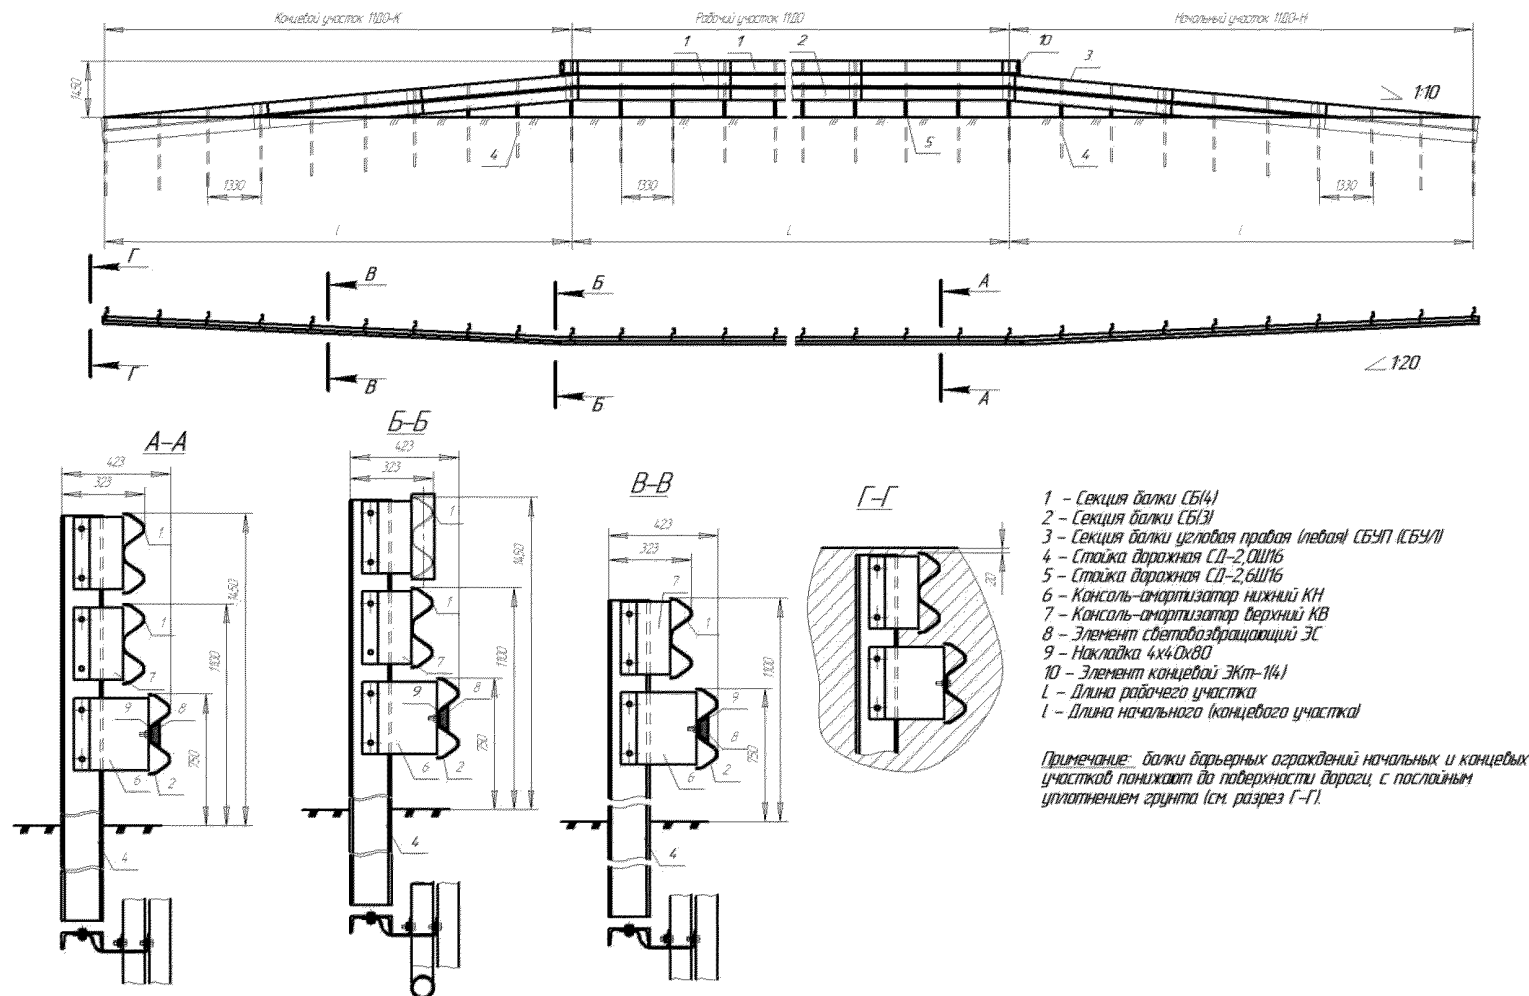 Концевой участок 11ДО-К
Рабочий участок 11ДО
Начальный участок 11ДО-Н
1
1
2
10
3
1450
1:10
4
5
4
1330
1330
1330
l
L
l
Г
В
Б
А
Г
В
Б
А
1:20
А-А
423
323
1
1
7
9
8
6
2
4
750
1100
1450
Б-Б
423
323
1
1
7
9
8
6
2
4
750
1100
1450
В-В
423
323
7
1
9
8
6
2
4
750
1100
Г-Г
20
1 - Секция балки СБ(4)
2 - Секция балки СБ(3)
3 - Секция балки угловая правая (левая) СБУП (СБУЛ)
4 - Стойка дорожная СД-2,0Ш16
5 - Стойка дорожная СД-2,6Ш16
6 - Консоль-амортизатор нижний КН
7 - Консоль-амортизатор верхний КВ
8 - Элемент световозвращающий ЭС
9 - Накладка 4х40х80
10 - Элемент концевой ЭКт-1(4)
L - Длина рабочего участка
l - Длина начального (концевого участка)
Примечание: балки барьерных ограждений начальных и концевых
участков понижают до поверхности дороги, с послойным
уплотнением грунта (см. разрез Г-Г).